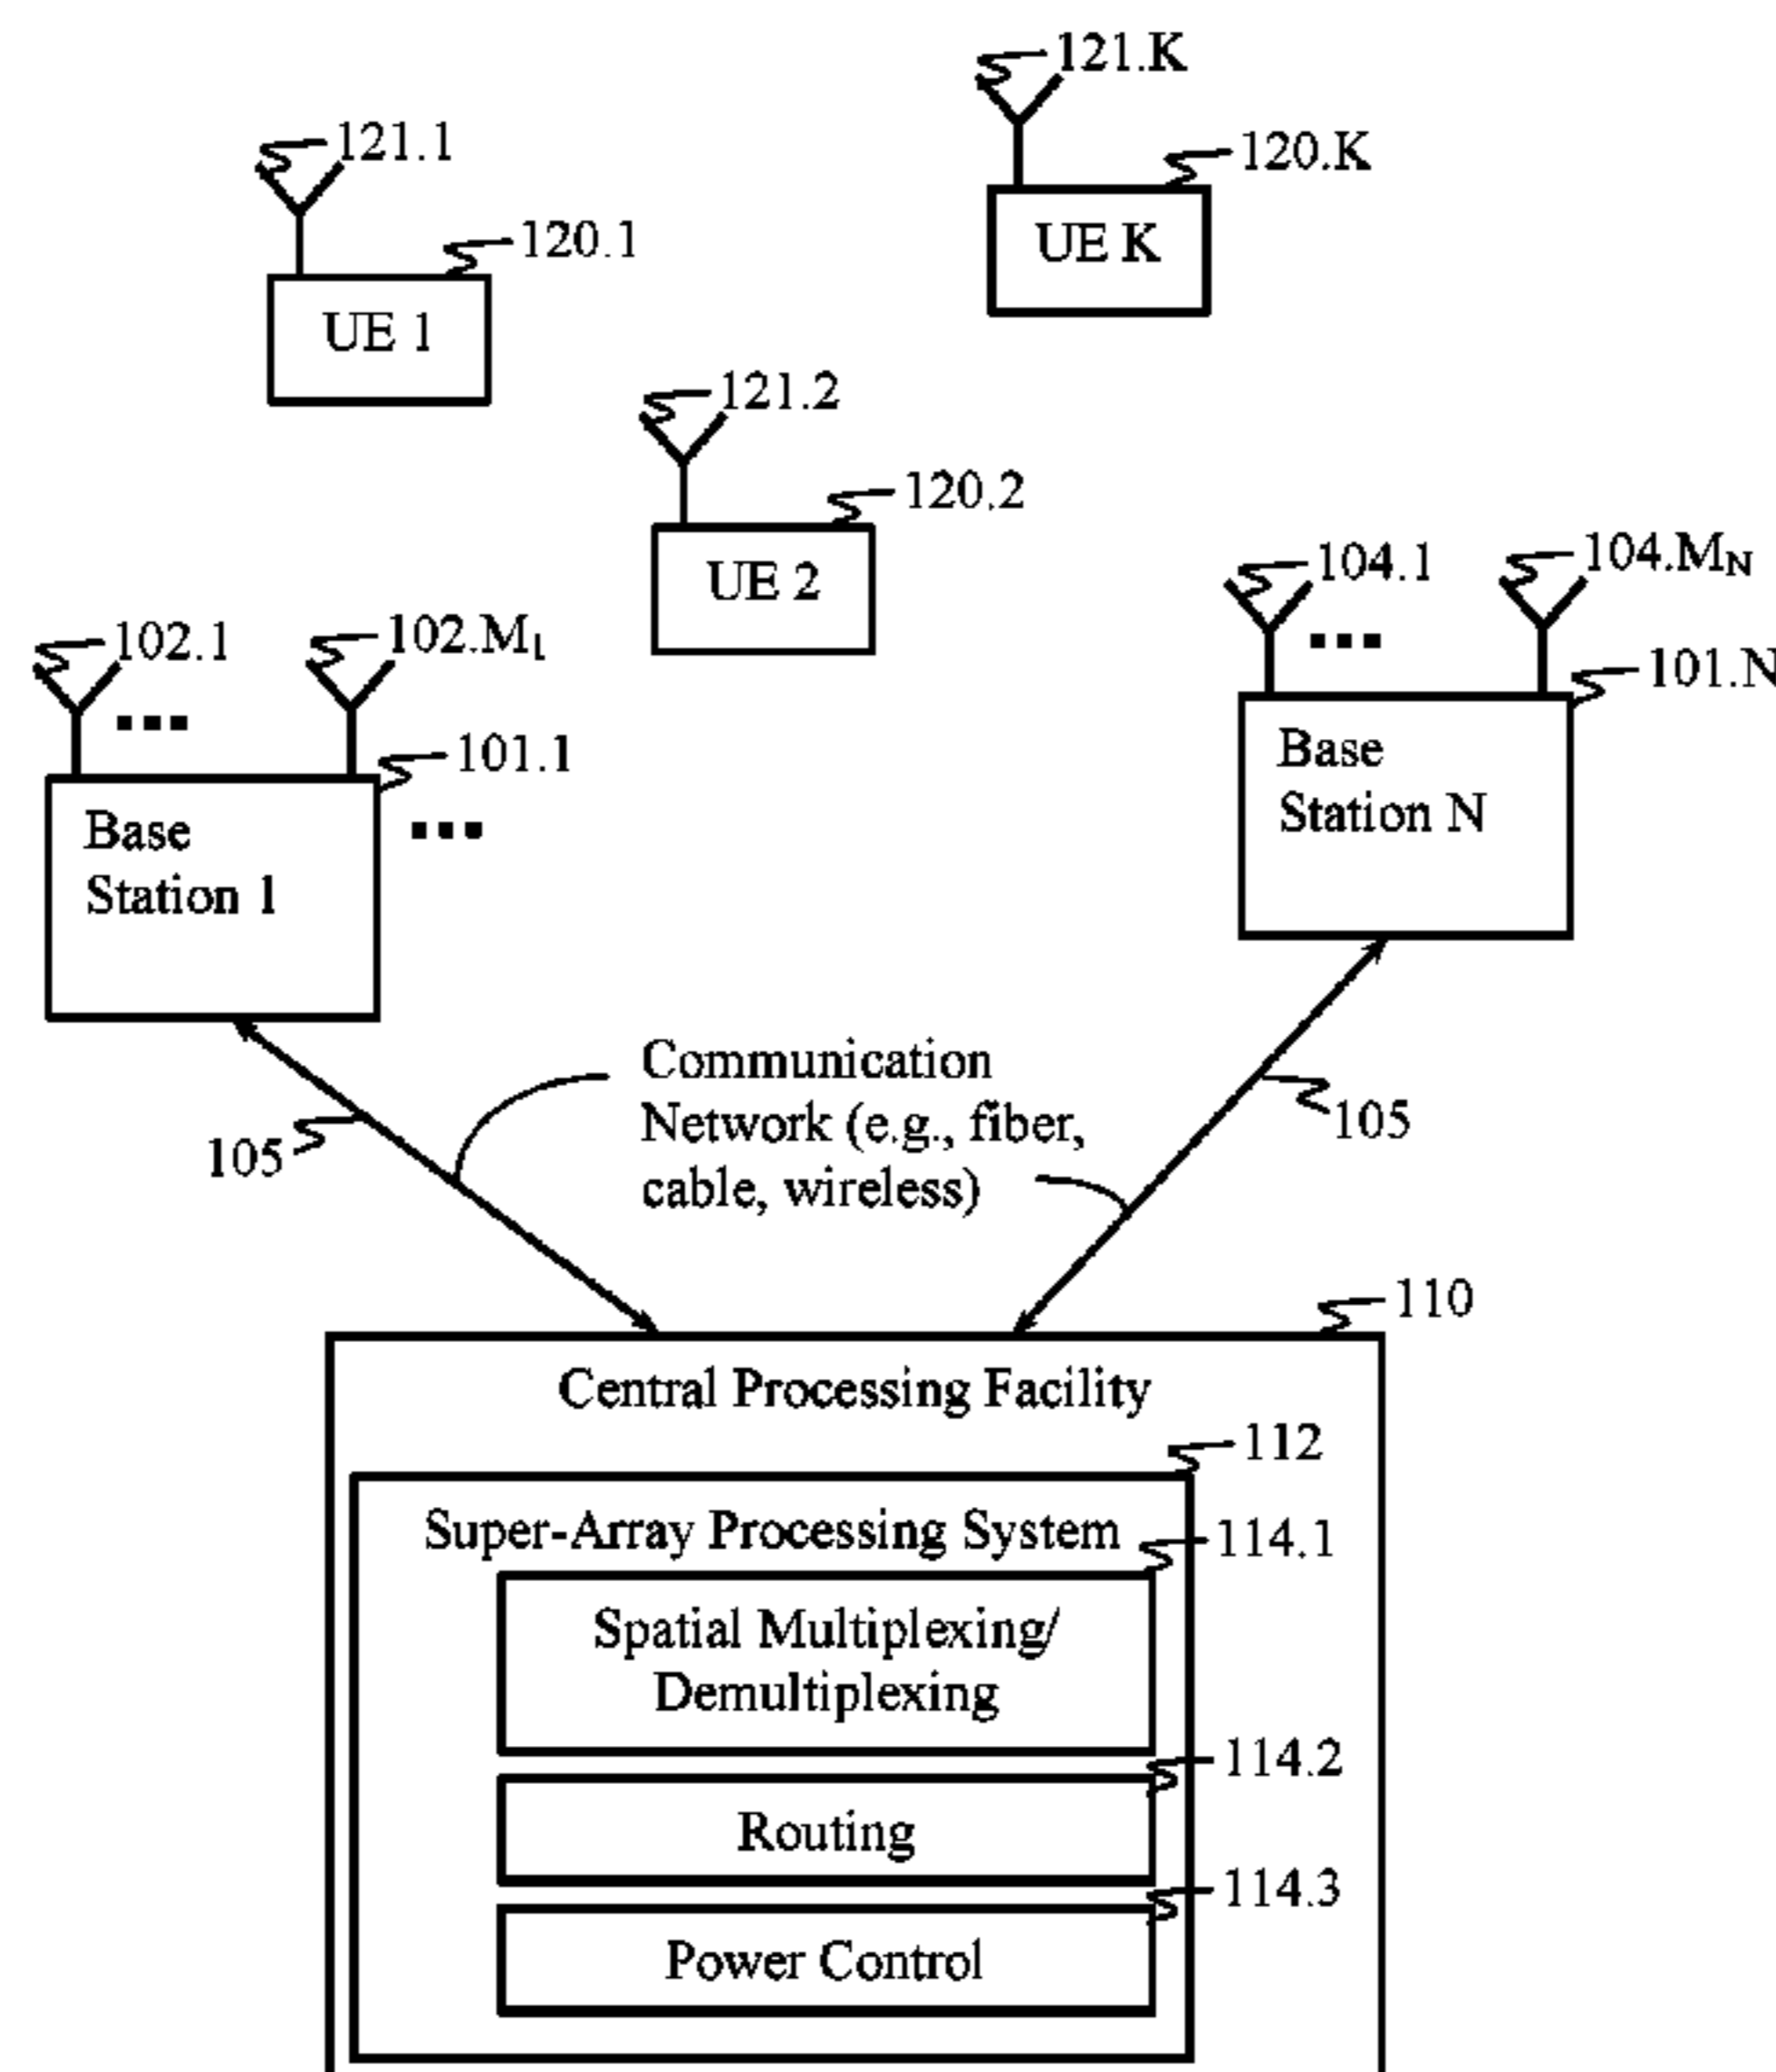 121.K
121.1
120.K
120.1
UE K
UE 1
121.2
120.2
UE 2
104.1
104.MN
102.1
102.M1
101.N
101.1
Base
Station N
...
...
...
Base
Station 1
Communication
Network (e.g., fiber,
cable, wireless)
105
105
110
Central Processing Facility
112
Super-Array Processing System
114.1
Spatial Multiplexing/
Demultiplexing
114.2
Routing
114.3
Power Control